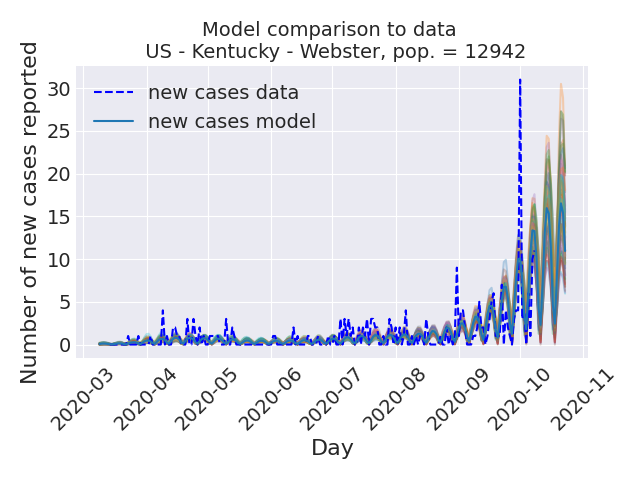 Model comparison to data
US - Kentucky - Webster, pop. = 12942
Number of new cases reported
30
25
20
15
10
5
0
new cases data
new cases model
2020-03
2020-04
2020-05
2020-06
2020-07
2020-08
2020-09
2020-10
2020-11
Day